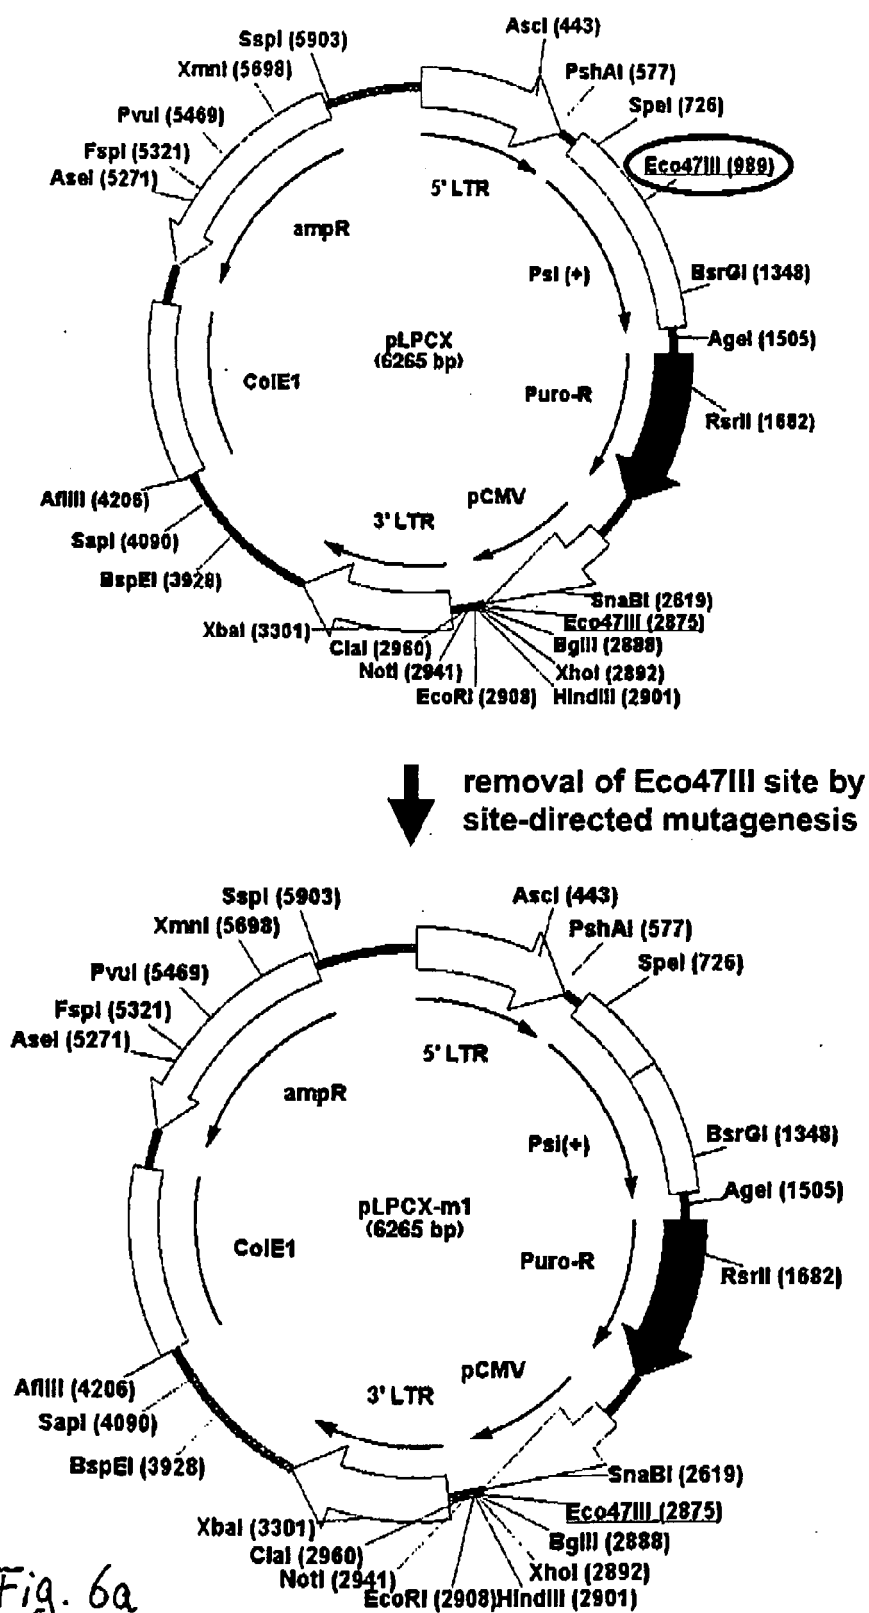 AscI (443)
SspI (5903)
XmnI (5698)
PshAI (577)
PvuI (5469)
SpeI (726)
FspI (5321)
AseI (5271)
Eco47III (989)
5' LTR
ampR
Psi (+)
BsrGI (1348)
pLPCX
(6265 bp)
AgeI (1505)
ColE1
Puro-R
RsrII (1682)
AflIII (4206)
pCMV
3' LTR
SapI (4090)
BspEI (3928)
SnaBI (2619)
Eco47III (2875)
XbaI (3301)
ClaI (2960)
BglII (2888)
NotI (2941)
XhoI (2892)
EcoRI (2908)
HindIII (2901)
removal of Eco47III site by
site-directed mutagenesis
SspI (5903)
AscI (443)
XmnI (5698)
PshAI (577)
PvuI (5469)
SpeI (726)
FspI (5321)
AseI (5271)
5' LTR
ampR
Psi(+)
BsrGI (1348)
AgeI (1505)
pLPCX-m1
(6265 bp)
ColE1
Puro-R
RsrII (1682)
pCMV
AflIII (4206)
3' LTR
SapI (4090)
BspEI (3928)
SnaBI (2619)
Eco47III (2875)
XbaI (3301)
BglII (2888)
ClaI (2960)
XhoI (2892)
NotI (2941)
EcoRI (2908)
HindIII (2901)
Fig. 6a